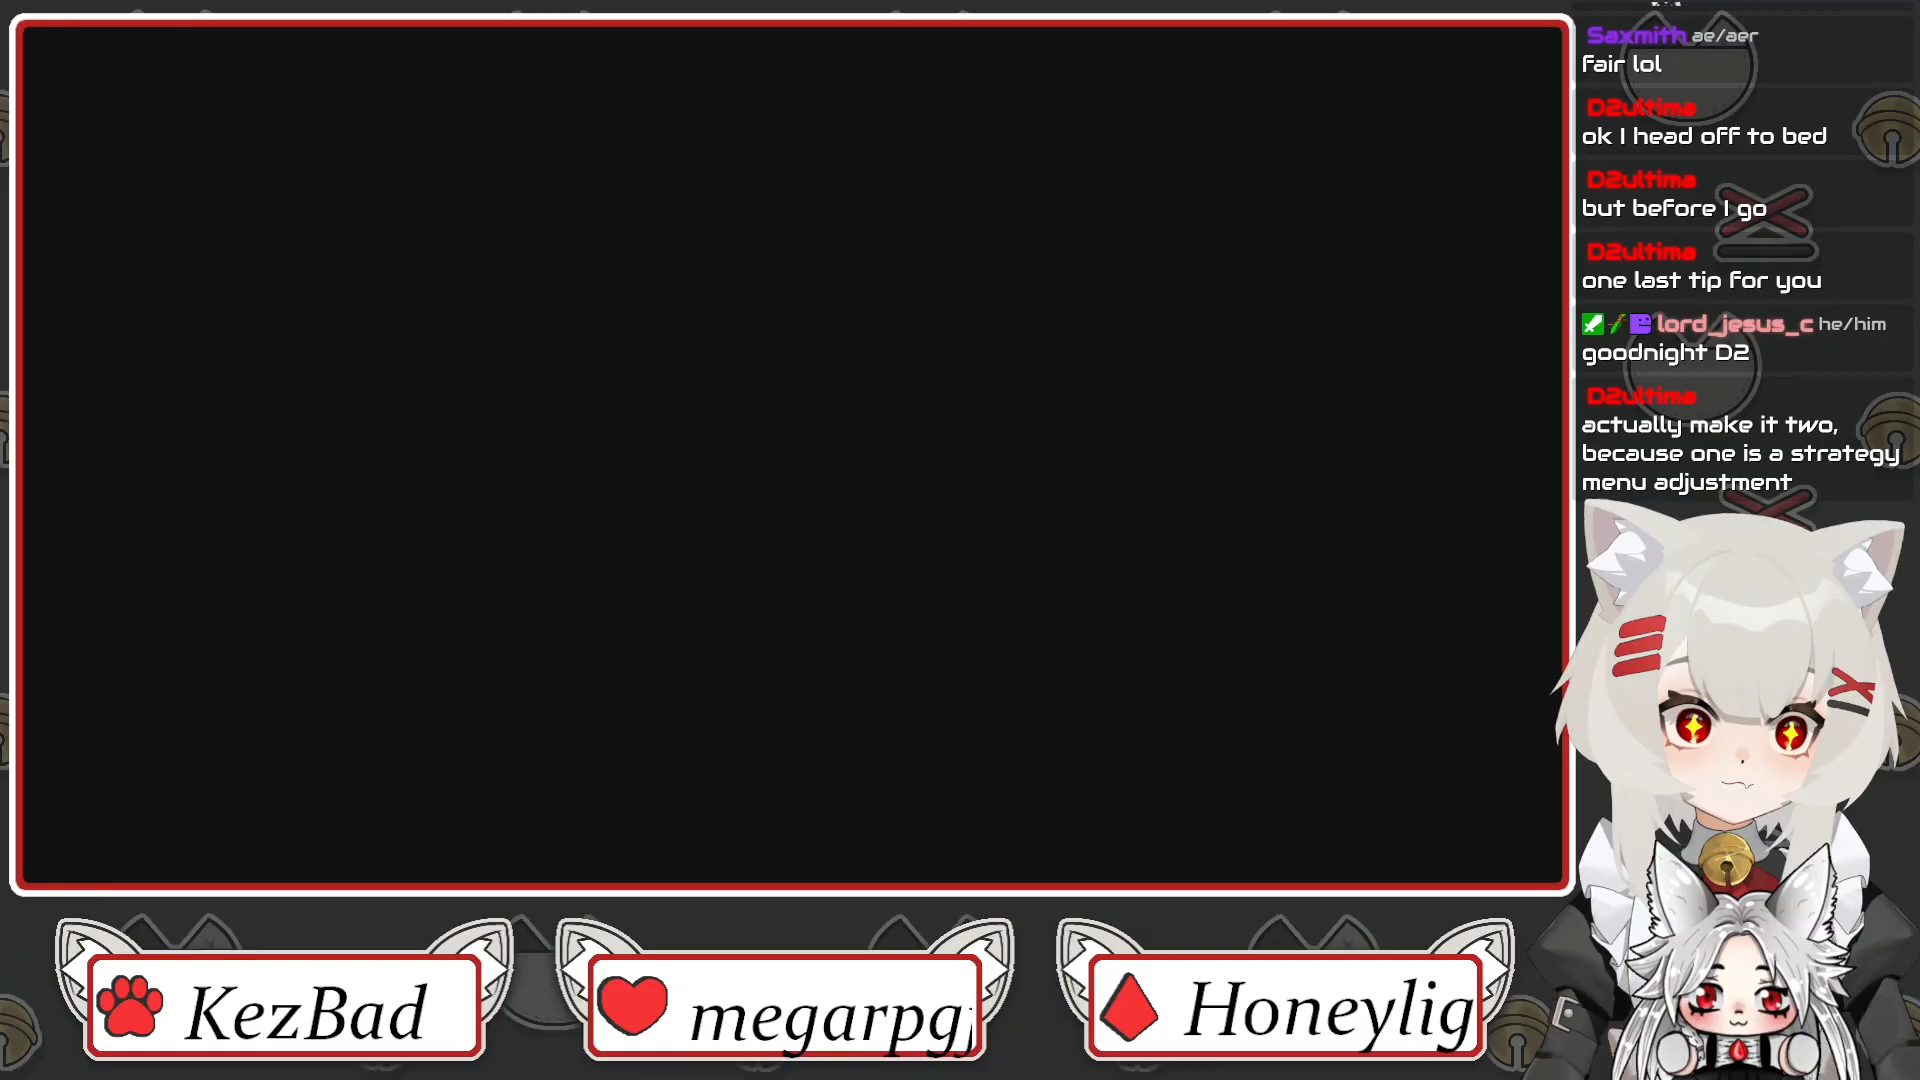 Saxmith ae/aer
fair lol
D2ultima
ok I head off to bed
D2ultima
but before I go
D2ultima
one last tip for you
lord_jesus_c he/him
goodnight D2
D2ultima
actually make it two,
because one is a strategy
menu adjustment
KezBad
megarpg
Honeylig